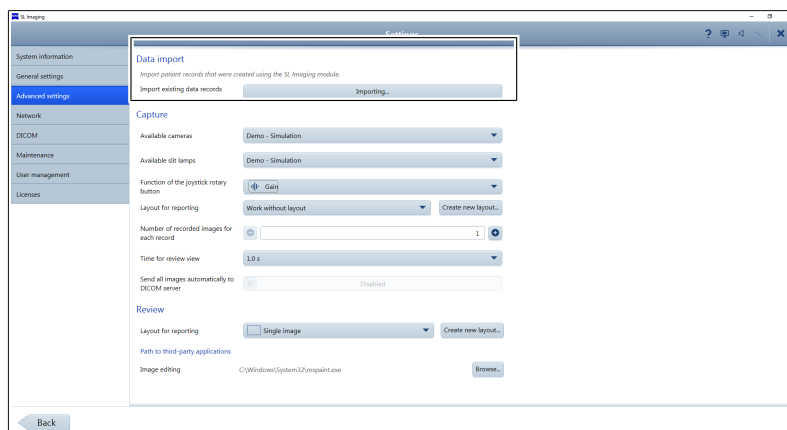 SL Imaging
Settings
System information
General settings
Advanced settings
Network
DICOM
Maintenance
User management
Licenses
Data import
Import patient records that were created using the SL Imaging module.
Import existing data records
Importing...
Capture
Available cameras
Demo - Simulation
Available slit lamps
Demo - Simulation
Function of the joystick rotary
button
Gain
Layout for reporting
Work without layout
Create new layout...
Number of recorded images for
each record
1
Time for review view
1.0 s
Send all images automatically to
DICOM server
Disabled
Review
Layout for reporting
Single image
Create new layout...
Path to third-party applications
Image editing
C:\Windows\System32\mspaint.exe
Browse...
Back